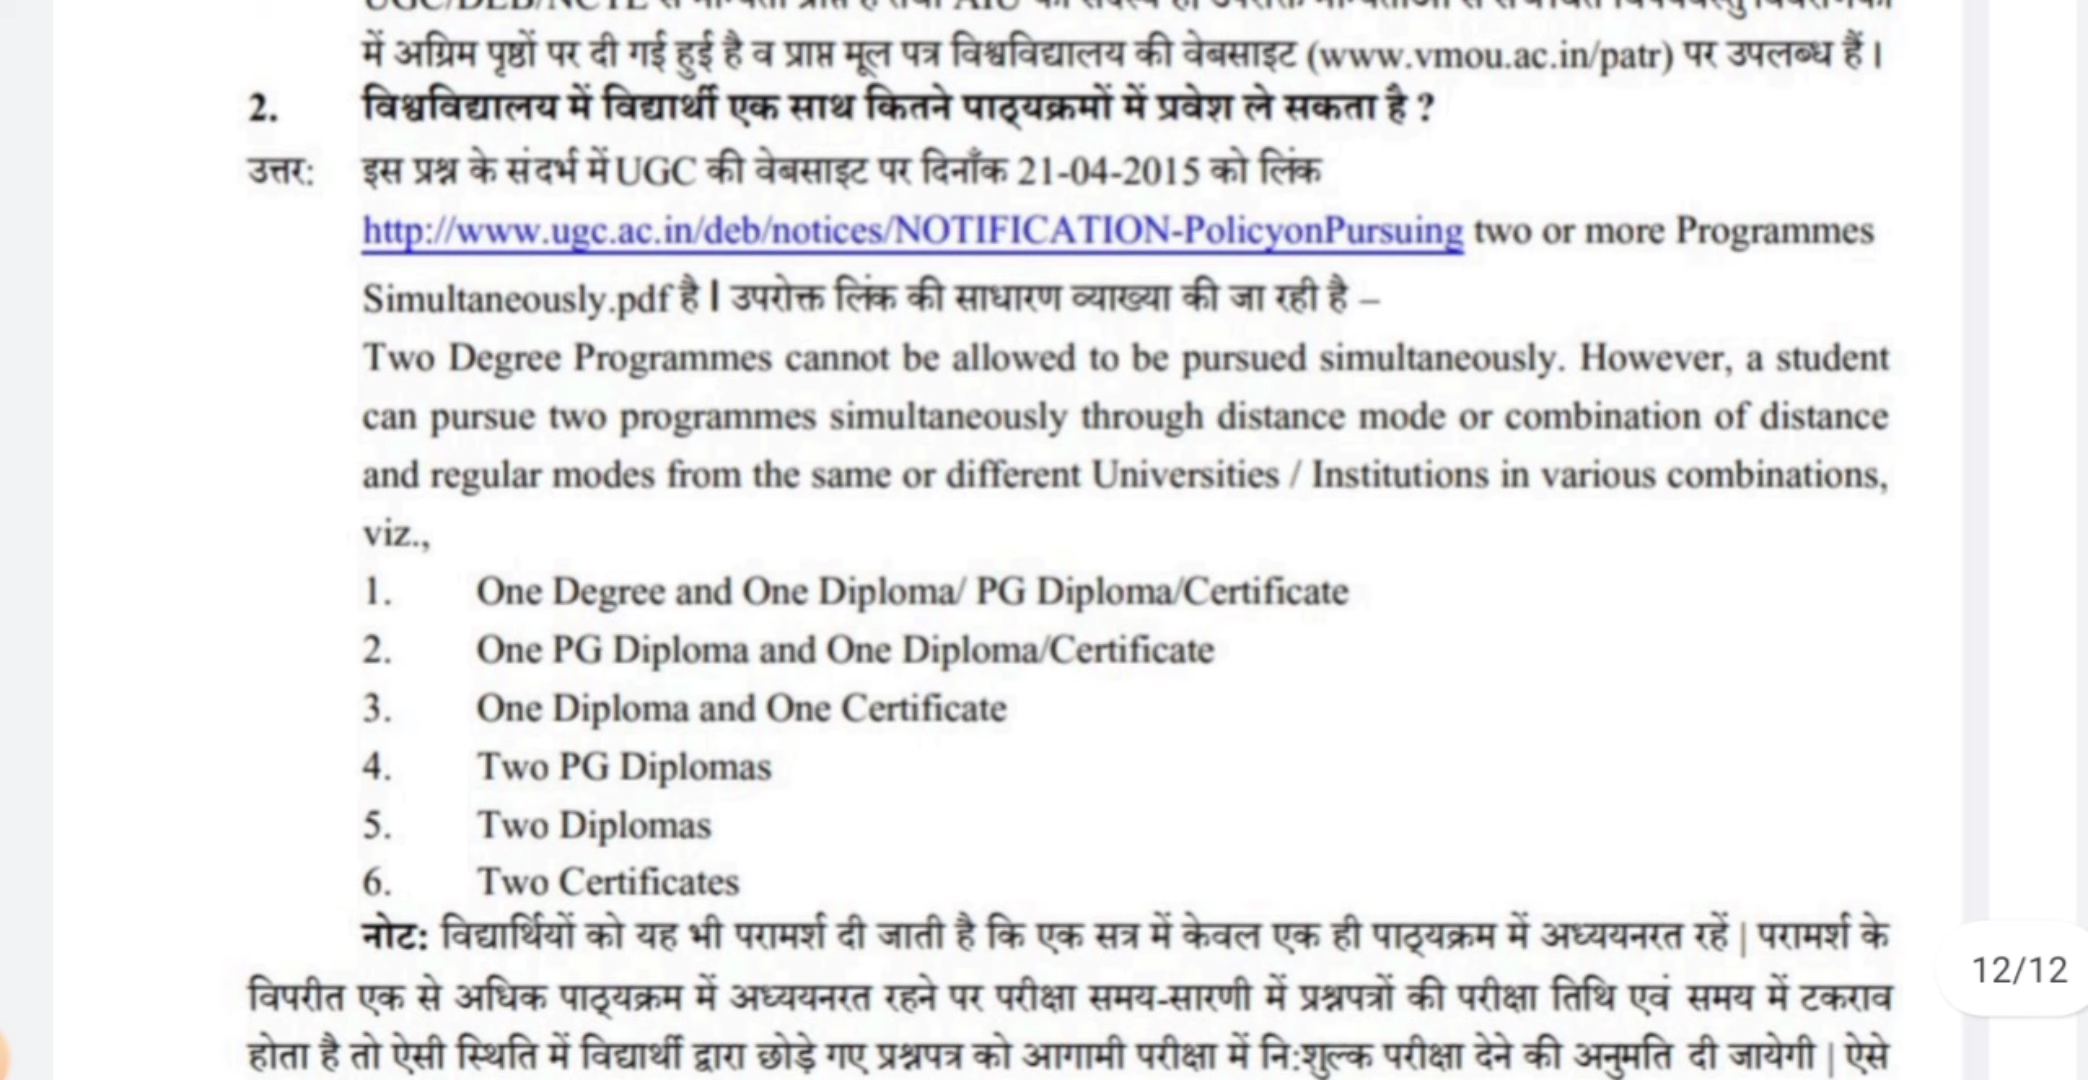 में अग्रिम पृष्ठों पर दी गई हुई है व प्राप्त मूल पत्र विश्वविद्यालय की वेबसाइट (www.vmou.ac.in/patr) पर उपलब्ध हैं।
2. विश्वविद्यालय में विद्यार्थी एक साथ कितने पाठ्यक्रमों में प्रवेश ले सकता है ?
उत्तर: इस प्रश्न के संदर्भ में UGC की वेबसाइट पर दिनाँक 21-04-2015 को लिंक
http://www.ugc.ac.in/deb/notices/NOTIFICATION-PolicyonPursuing two or more Programmes
Simultaneously.pdf है | उपरोक्त लिंक की साधारण व्याख्या की जा रही है –
Two Degree Programmes cannot be allowed to be pursued simultaneously. However, a student
can pursue two programmes simultaneously through distance mode or combination of distance
and regular modes from the same or different Universities / Institutions in various combinations,
viz.,
1. One Degree and One Diploma/ PG Diploma/Certificate
2. One PG Diploma and One Diploma/Certificate
3. One Diploma and One Certificate
4. Two PG Diplomas
5. Two Diplomas
6. Two Certificates
नोट: विद्यार्थियों को यह भी परामर्श दी जाती है कि एक सत्र में केवल एक ही पाठ्यक्रम में अध्ययनरत रहें | परामर्श के
12/12
विपरीत एक से अधिक पाठ्यक्रम में अध्ययनरत रहने पर परीक्षा समय-सारणी में प्रश्नपत्रों की परीक्षा तिथि एवं समय में टकराव
होता है तो ऐसी स्थिति में विद्यार्थी द्वारा छोड़े गए प्रश्नपत्र को आगामी परीक्षा में नि:शुल्क परीक्षा देने की अनुमति दी जायेगी | ऐसे